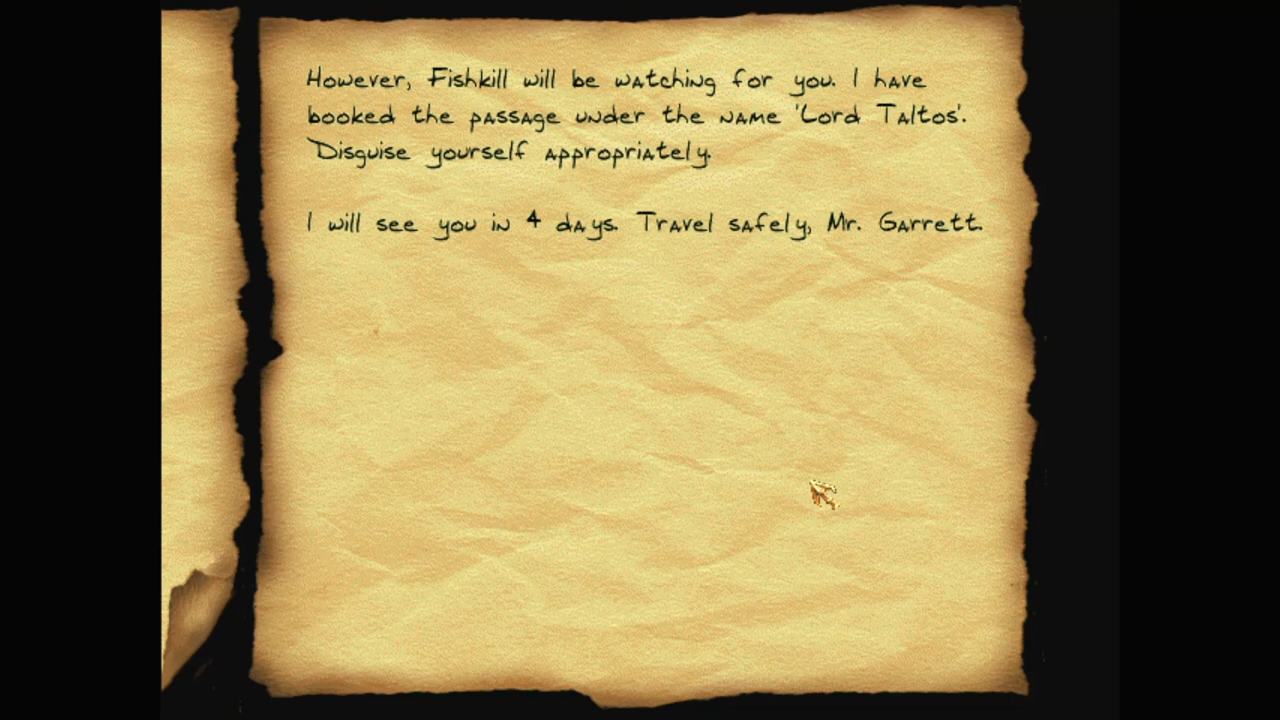 However, Fishkill will be watching for you. I have
booked the passage under the name 'Lord Taltos'.
Disguise yourself appropriately.
I will see you in 4 days. Travel safely, Mr. Garrett.